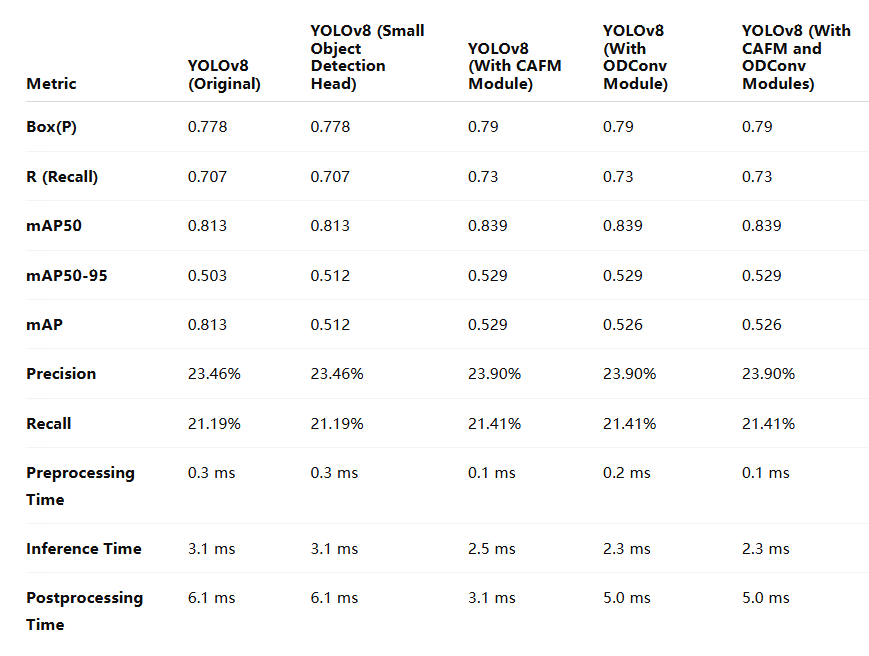 Metric YOLOv8 (Original) YOLOv8 (Small Object Detection Head) YOLOv8 (With CAFM Module) YOLOv8 (With ODConv Module) YOLOv8 (With CAFM and ODConv Modules)
Box(P) 0.778 0.778 0.79 0.79 0.79
R (Recall) 0.707 0.707 0.73 0.73 0.73
mAP50 0.813 0.813 0.839 0.839 0.839
mAP50-95 0.503 0.512 0.529 0.529 0.529
mAP 0.813 0.512 0.529 0.526 0.526
Precision 23.46% 23.46% 23.90% 23.90% 23.90%
Recall 21.19% 21.19% 21.41% 21.41% 21.41%
Preprocessing Time 0.3 ms 0.3 ms 0.1 ms 0.2 ms 0.1 ms
Inference Time 3.1 ms 3.1 ms 2.5 ms 2.3 ms 2.3 ms
Postprocessing Time 6.1 ms 6.1 ms 3.1 ms 5.0 ms 5.0 ms